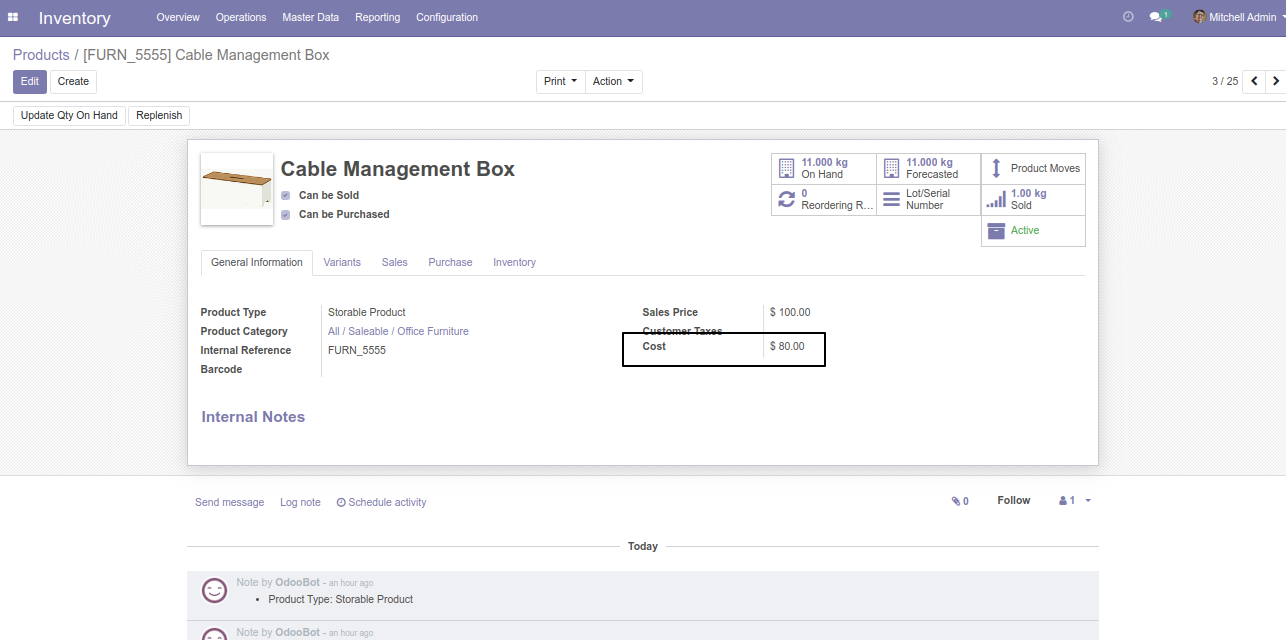 Inventory Overview Operations Master Data Reporting Configuration 1 Mitchell Admin
Products / [FURN_5555] Cable Management Box
Edit Create Print Action 3 / 25
Update Qty On Hand Replenish
Cable Management Box
Can be Sold
Can be Purchased
11.000 kg
On Hand
11.000 kg
Forecasted
Product Moves
0
Reordering R...
Lot/Serial
Number
1.00 kg
Sold
Active
General Information Variants Sales Purchase Inventory
Product Type Storable Product
Product Category All / Saleable / Office Furniture
Internal Reference FURN_5555
Barcode
Sales Price $ 100.00
Customer Taxes
Cost $ 80.00
Internal Notes
Send message Log note Schedule activity 0 Follow 1
Today
Note by OdooBot - an hour ago
• Product Type: Storable Product
Note by OdooBot - an hour ago